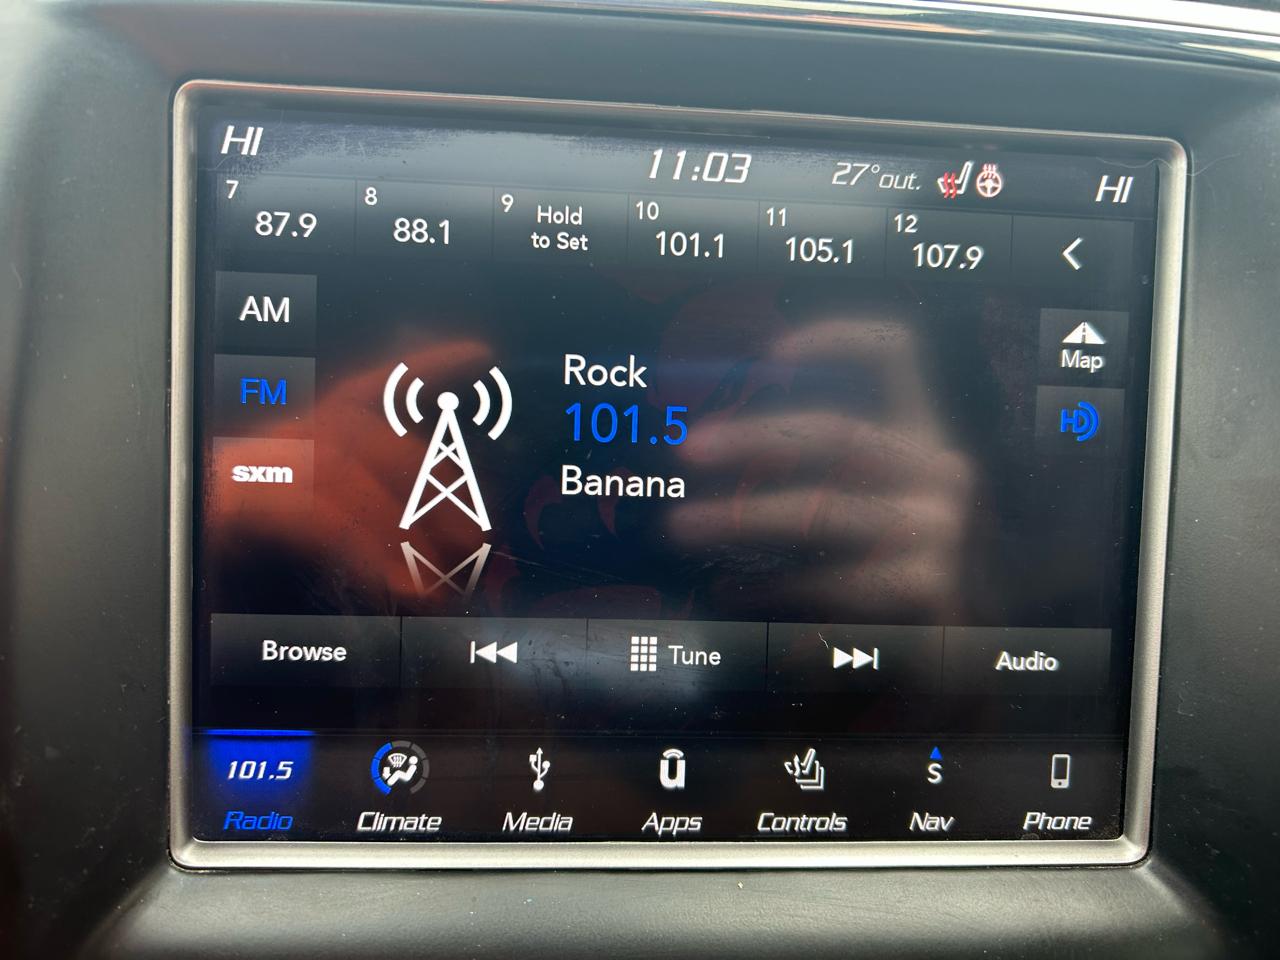 HI
11:03
27°out.
HI
7
87.9
8
88.1
9
Hold
to Set
10
101.1
11
105.1
12
107.9
AM
FM
sxm
Rock
101.5
Banana
Map
HD
Browse
Tune
Audio
101.5
Radio
Climate
Media
u
Apps
Controls
S
Nav
Phone